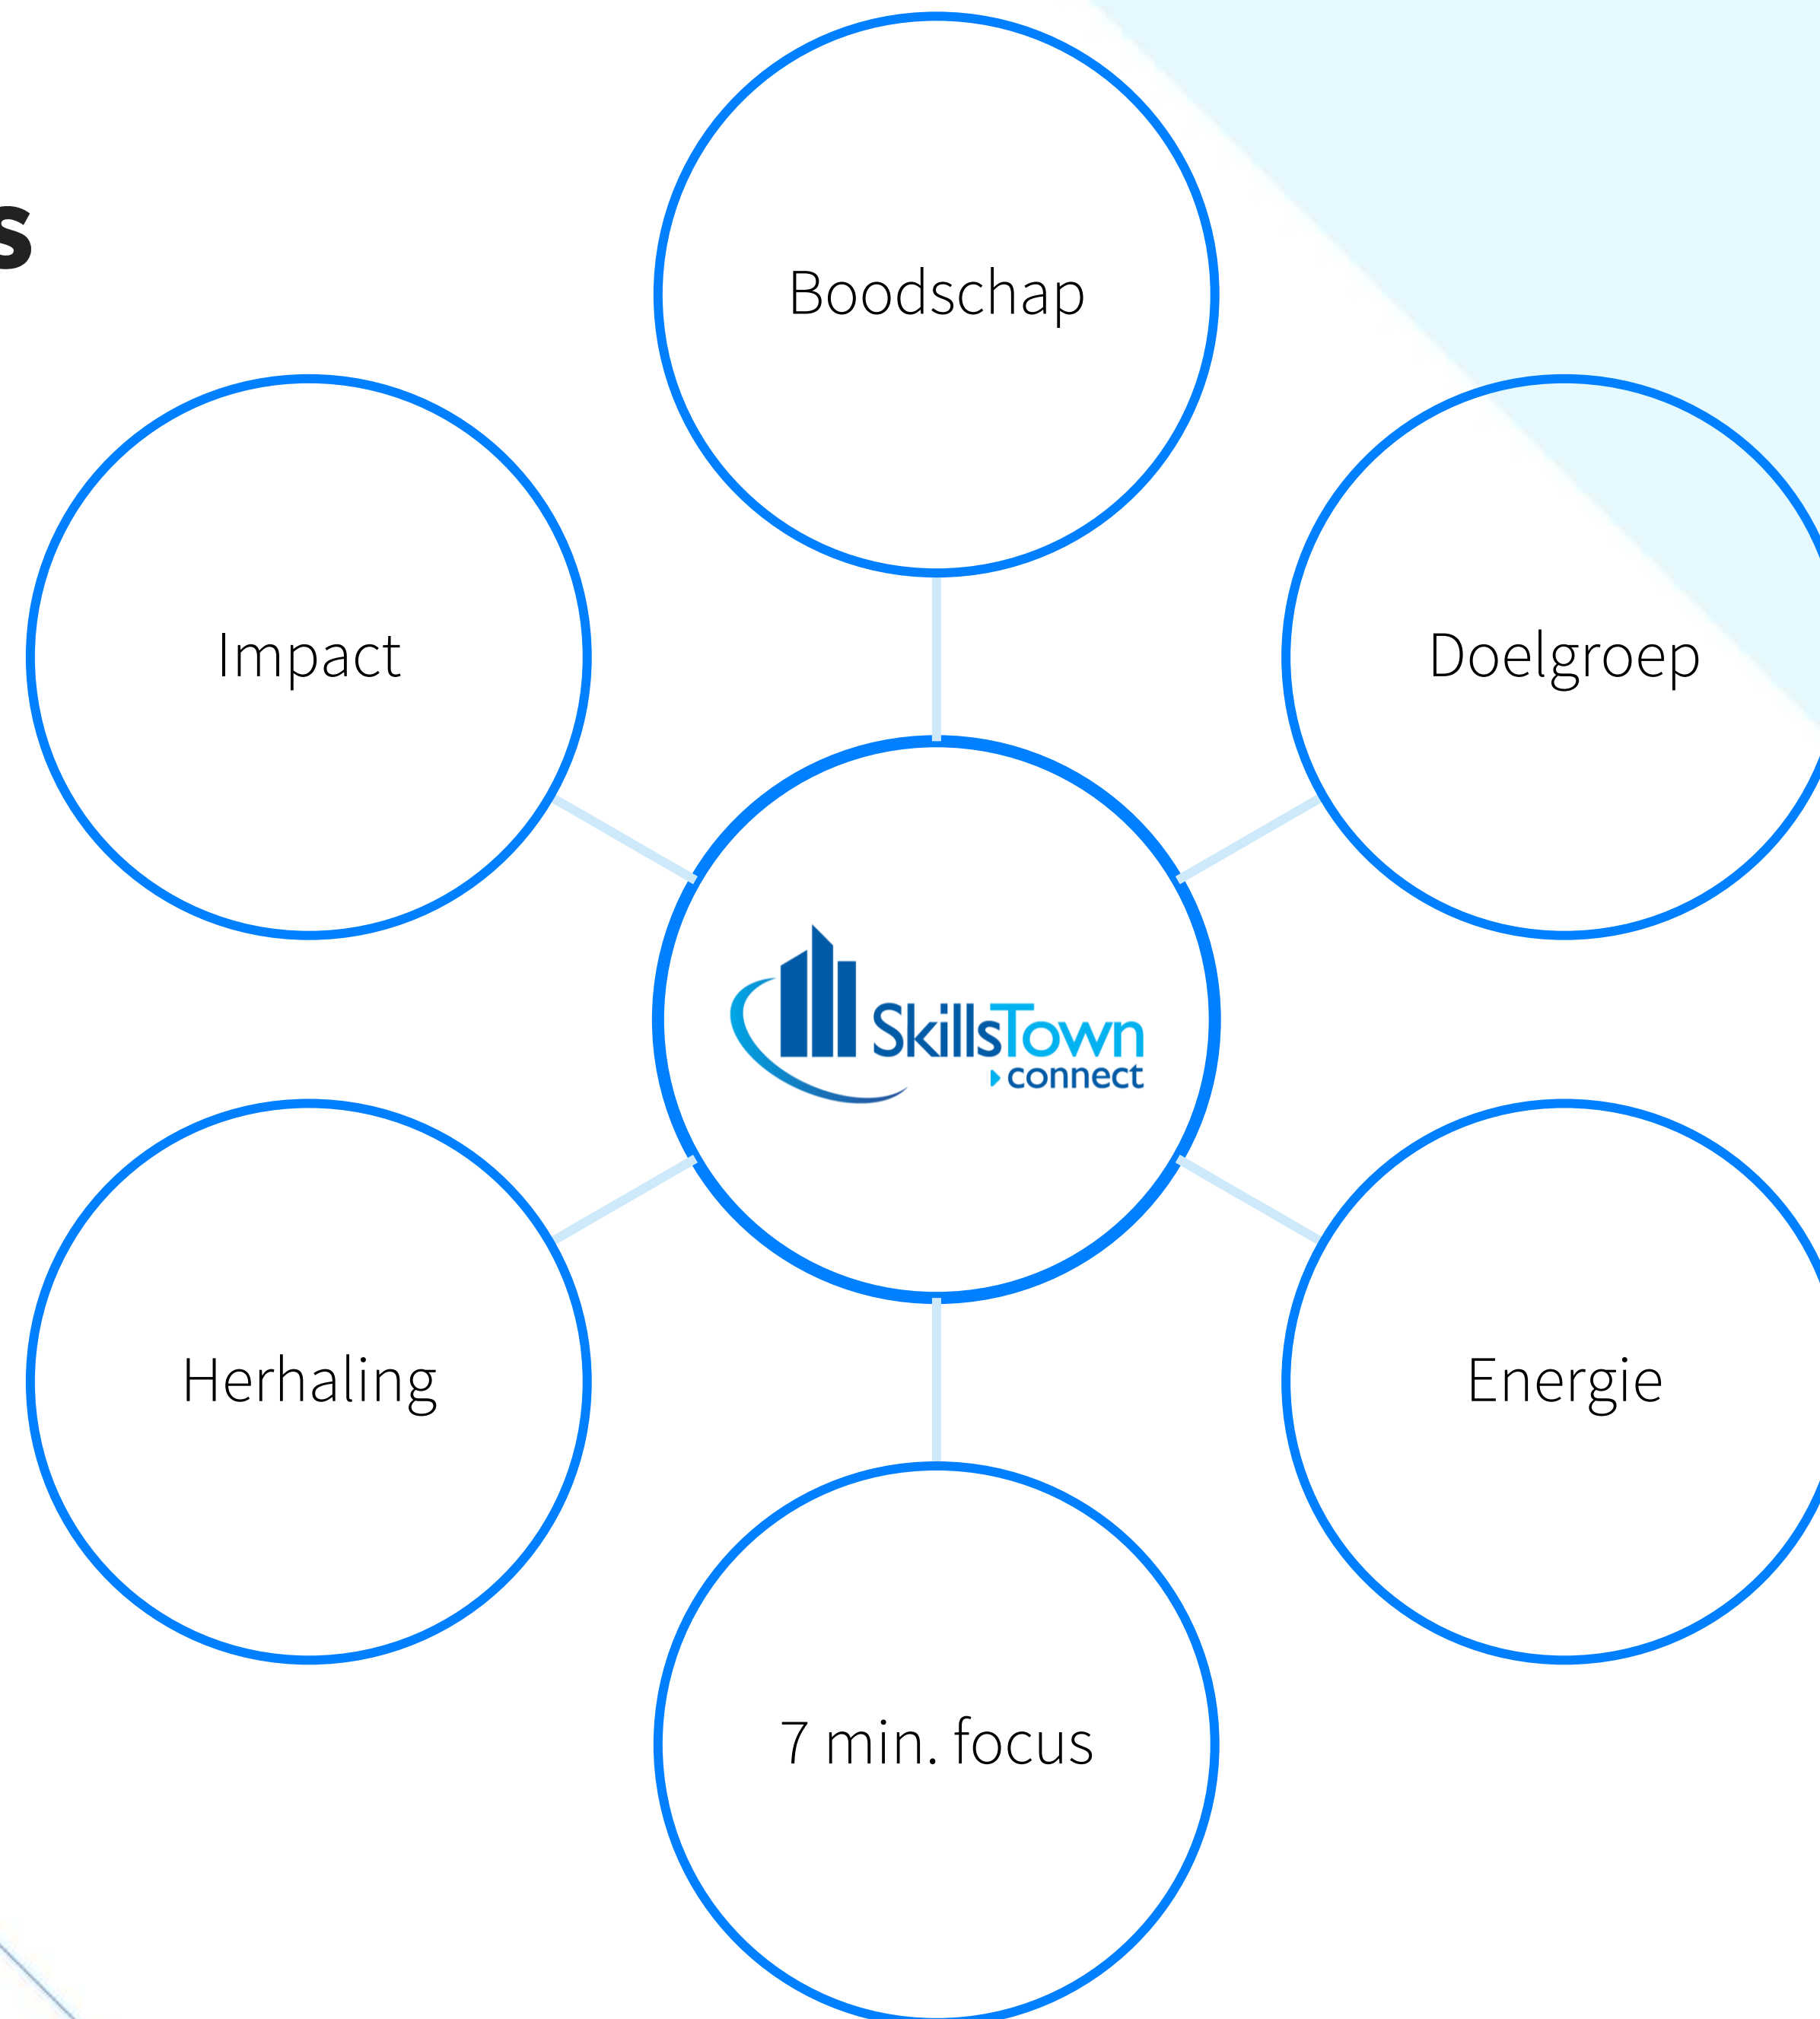 s
Boodschap
Impact
Doelgroep
SkillsTown
connect
Herhaling
Energie
7 min. focus